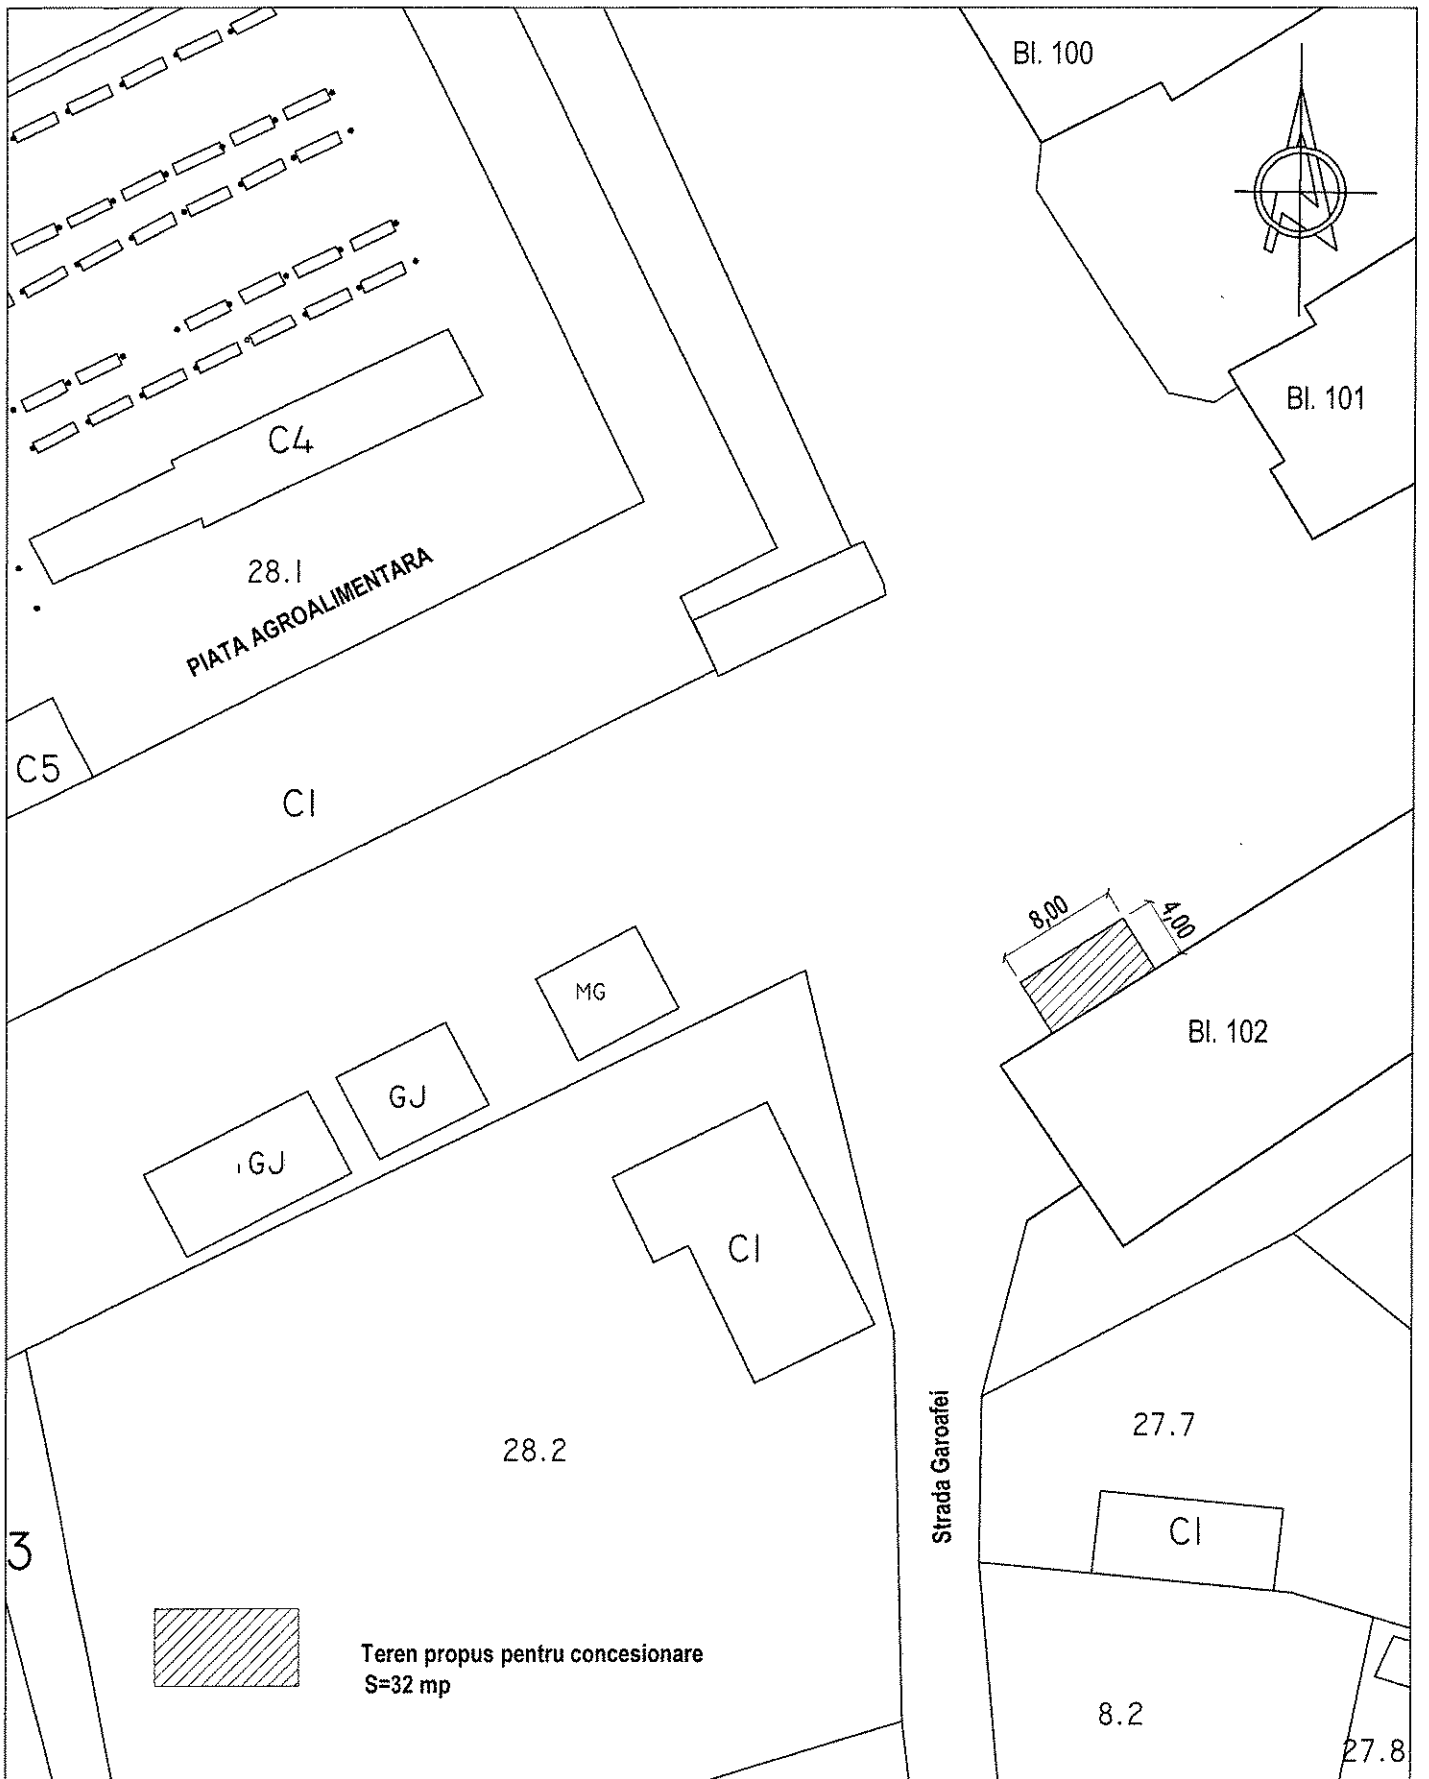 Bl. 100
Bl. 101
C4
28.1
PIATA AGROALIMENTARA
C5
C1
8,00
4,00
MG
Bl. 102
GJ
GJ
C1
Strada Garoafei
27.7
28.2
C1
3
Teren propus pentru concesionare
S=32 mp
8.2
27.8